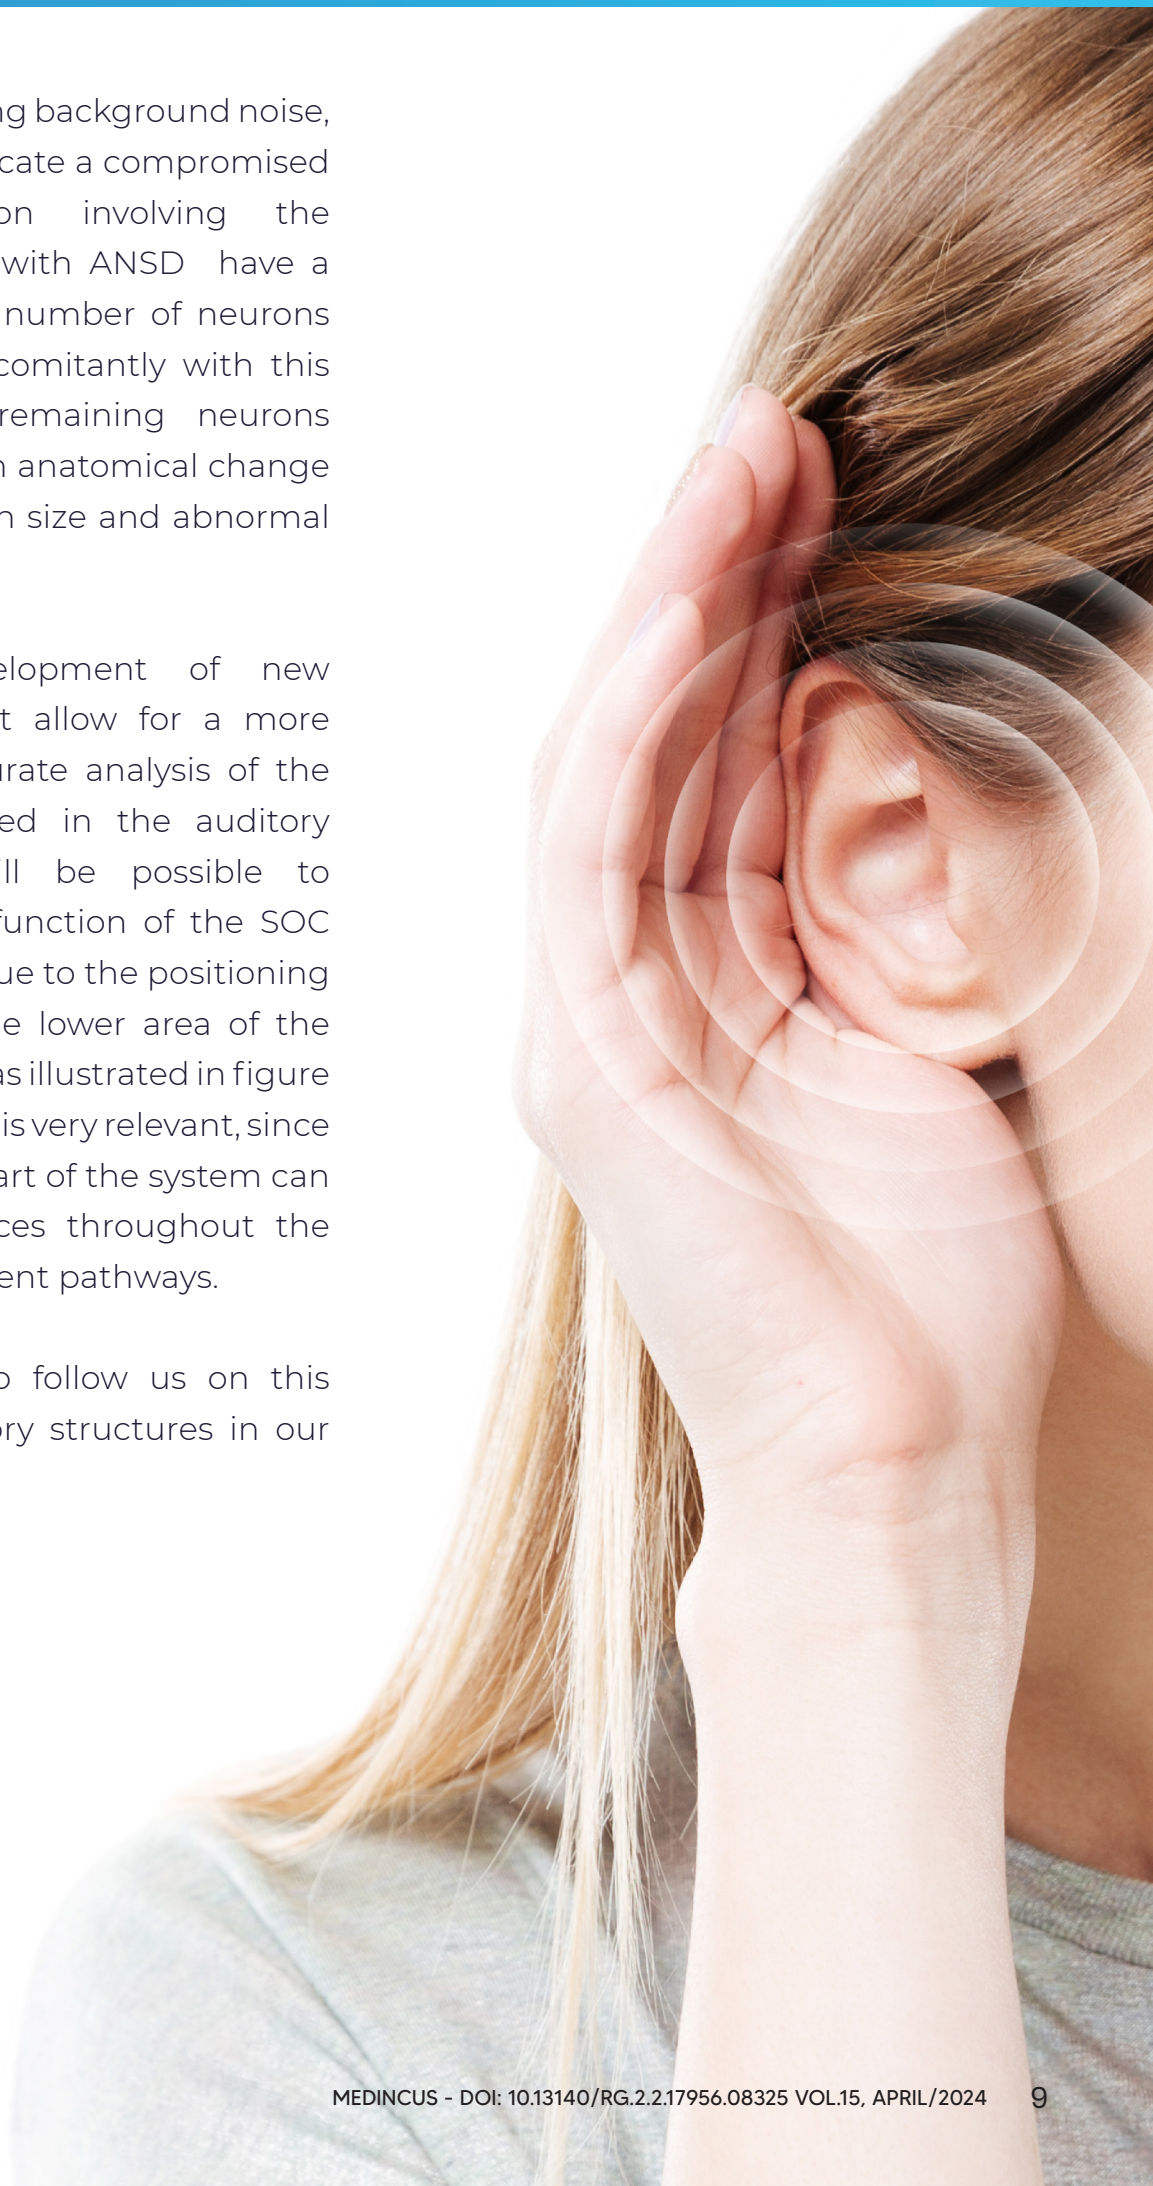 ng background noise,
cate a compromised
on involving the
with ANSD have a
number of neurons
comitantly with this
remaining neurons
n anatomical change
n size and abnormal
elopment of new
t allow for a more
urate analysis of the
ed in the auditory
ill be possible to
function of the SOC
ue to the positioning
e lower area of the
as illustrated in figure
is very relevant, since
art of the system can
ces throughout the
ent pathways.
o follow us on this
ory structures in our
MEDINCUS - DOI: 10.13140/RG.2.2.17956.08325 VOL.15, APRIL/2024 9